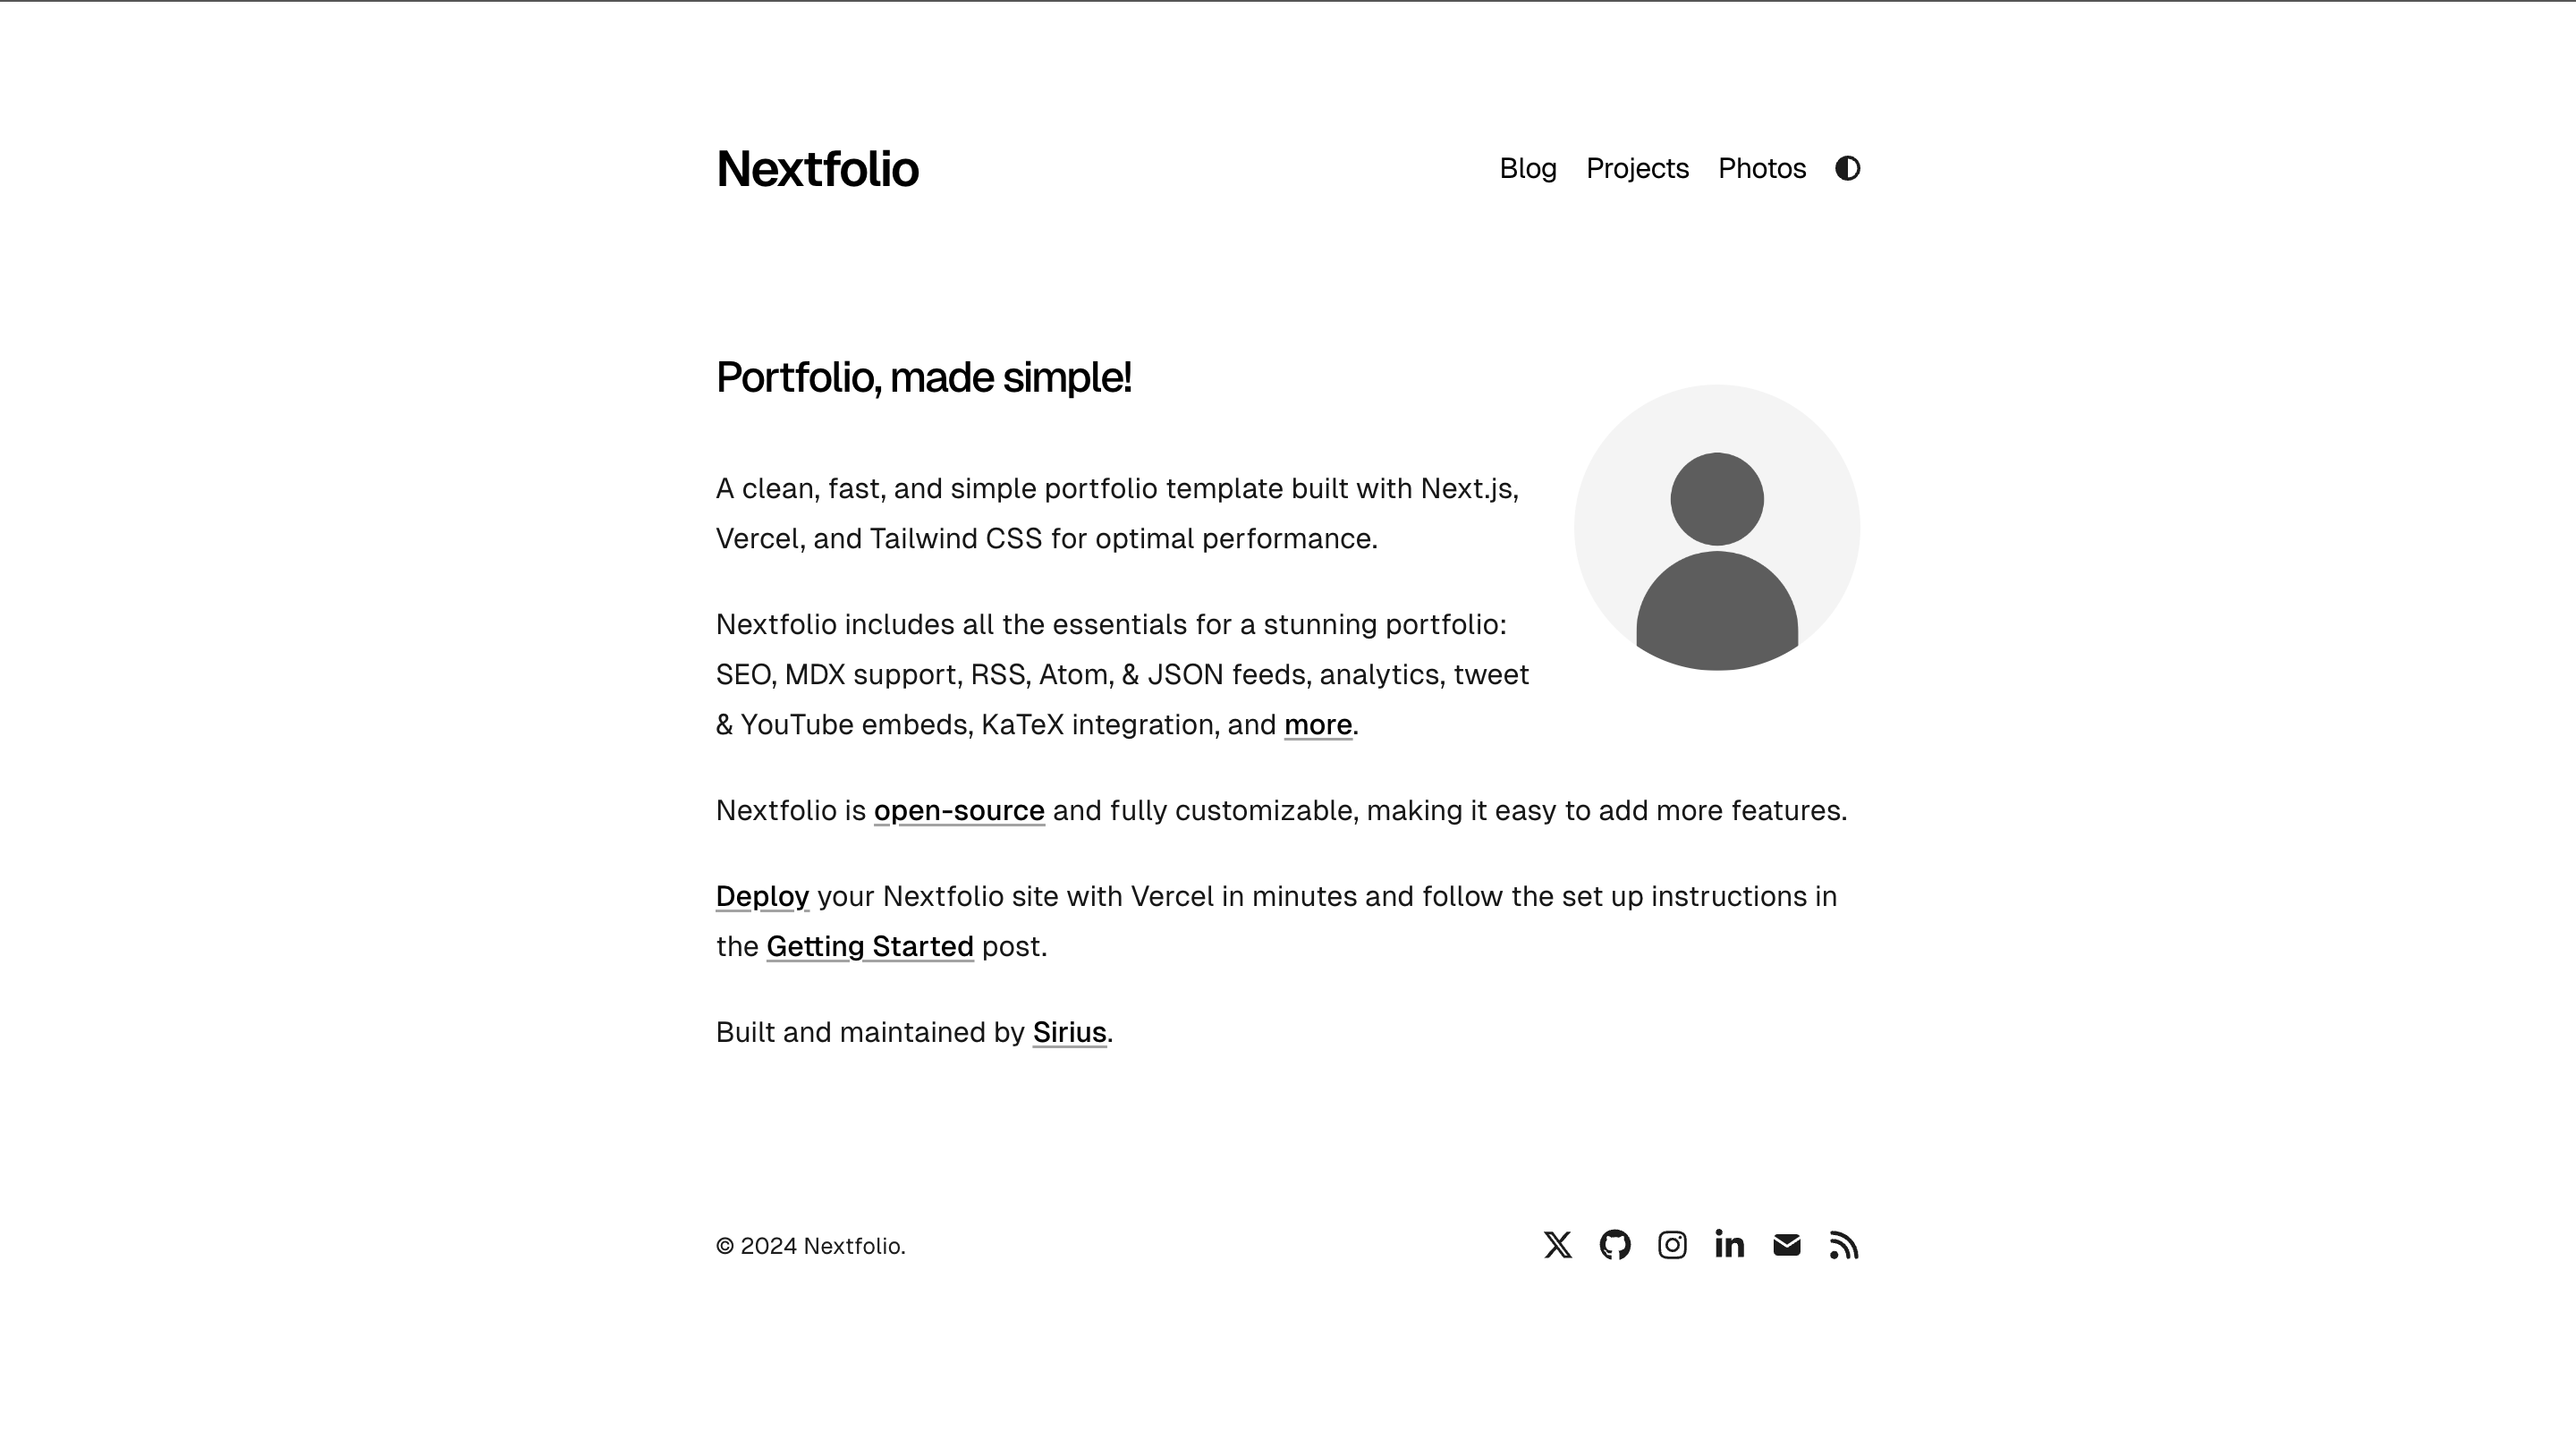 Nextfolio
Blog Projects Photos
Portfolio, made simple!
A clean, fast, and simple portfolio template built with Next.js,
Vercel, and Tailwind CSS for optimal performance.
Nextfolio includes all the essentials for a stunning portfolio:
SEO, MDX support, RSS, Atom, & JSON feeds, analytics, tweet
& YouTube embeds, KaTeX integration, and more.
Nextfolio is open-source and fully customizable, making it easy to add more features.
Deploy your Nextfolio site with Vercel in minutes and follow the set up instructions in
the Getting Started post.
Built and maintained by Sirius.
© 2024 Nextfolio.